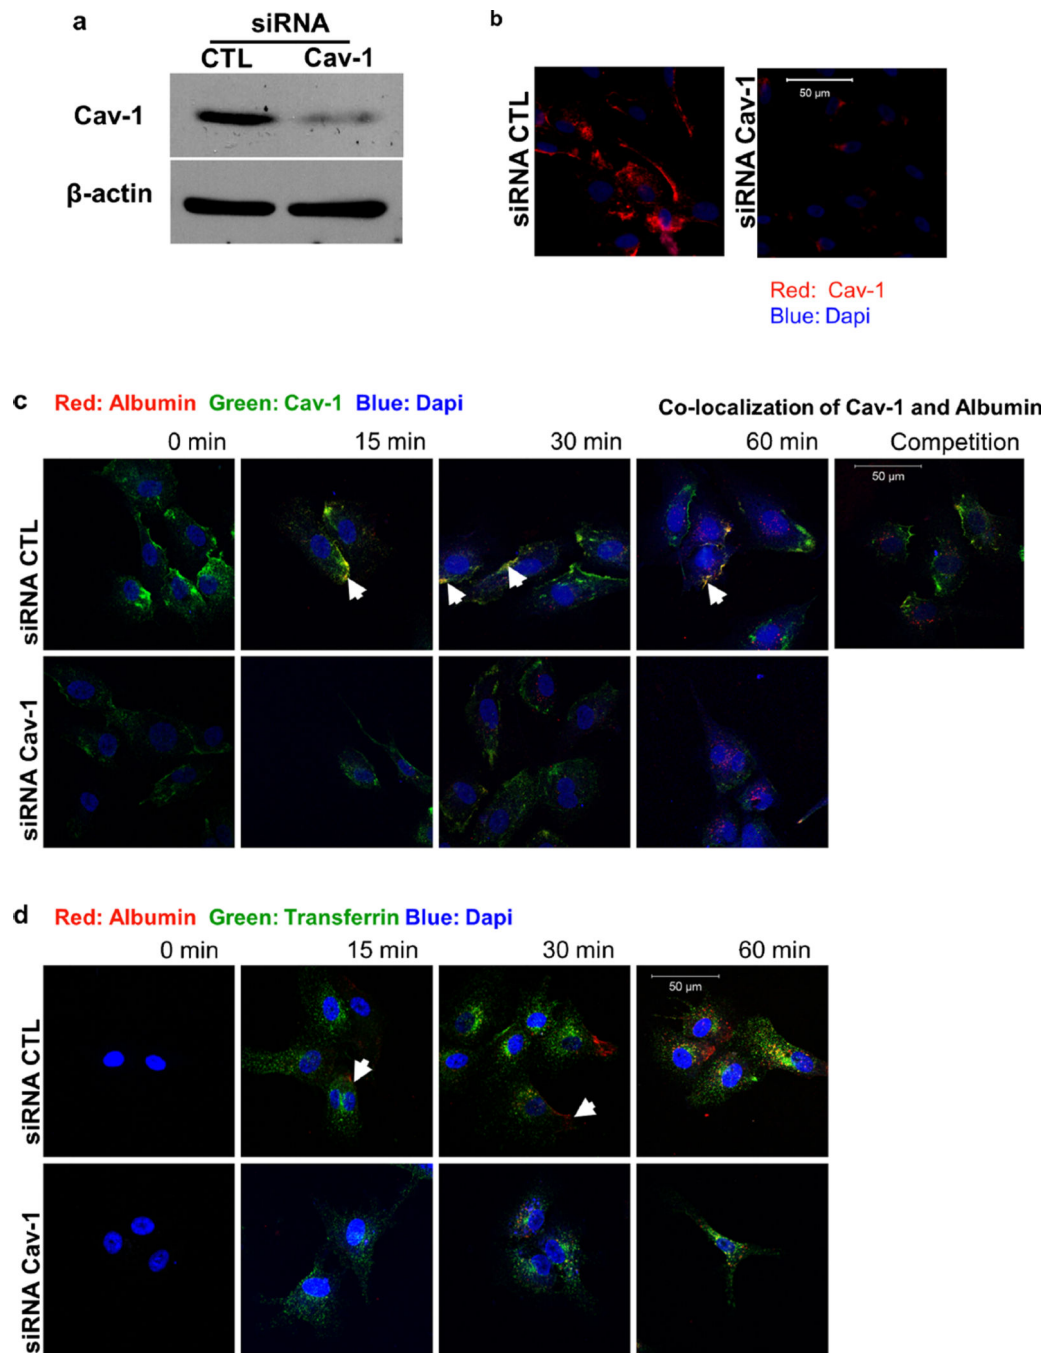 a
siRNA
CTL Cav-1
Cav-1
β-actin
b
siRNA CTL
siRNA Cav-1
50 µm
Red: Cav-1
Blue: Dapi
c
Red: Albumin Green: Cav-1 Blue: Dapi
Co-localization of Cav-1 and Albumin
0 min 15 min 30 min 60 min Competition
siRNA CTL
50 µm
siRNA Cav-1
d
Red: Albumin Green: Transferrin Blue: Dapi
0 min 15 min 30 min 60 min
siRNA CTL
50 µm
siRNA Cav-1